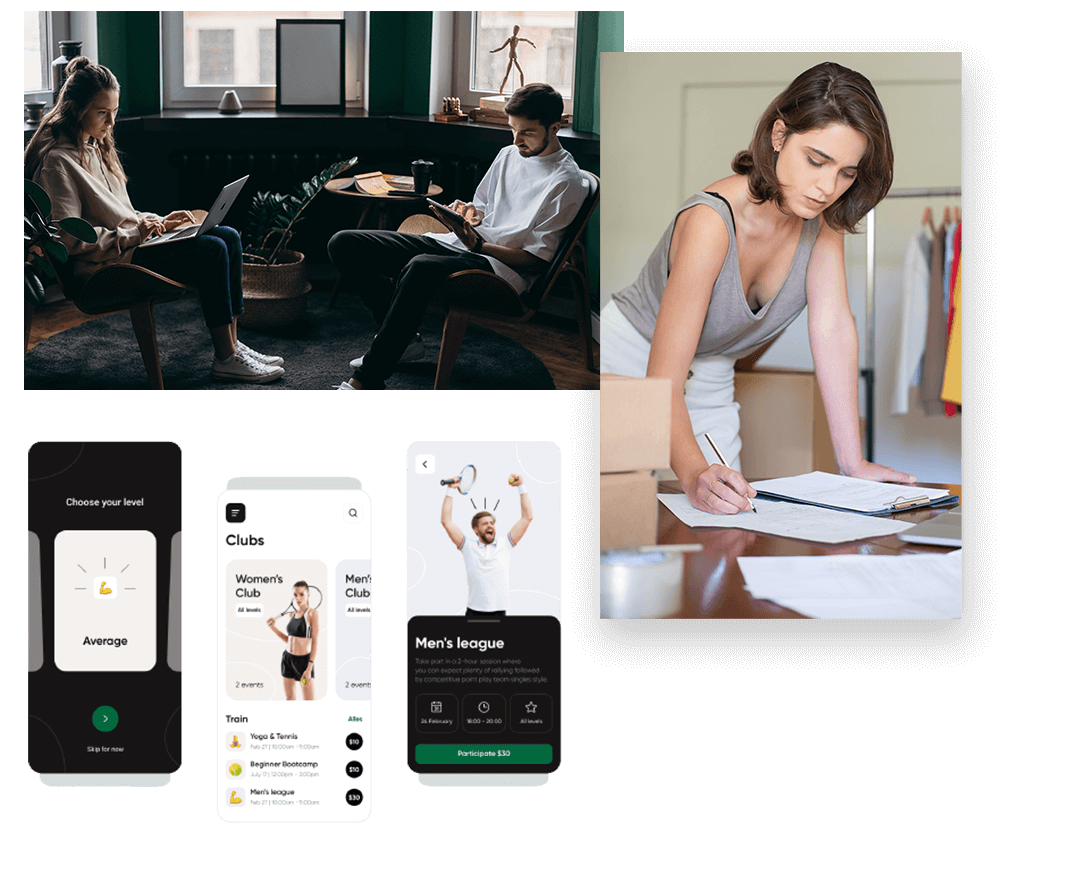 Choose your level
Average
Skip for now
Clubs
Women's
Club
All levels
2 events
Men's
Club
All levels
2 events
Train
Alles
Yoga & Tennis
Feb 27 | 10:00am - 11:00am
$10
Beginner Bootcamp
July 17 | 12:00pm - 3:00pm
$10
Men's league
Feb 27 | 10:00am - 11:00am
$30
Men's league
Take part in a 2-hour session where
you can expect plenty of rallying followed
by competitive point play team-singles style.
26 February
18:00 - 20:00
All levels
Participate $30